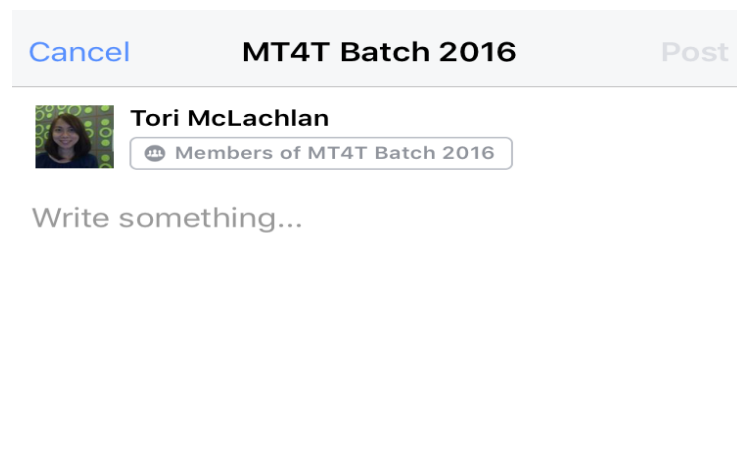 Cancel MT4T Batch 2016 Post
Tori McLachlan
Members of MT4T Batch 2016
Write something...